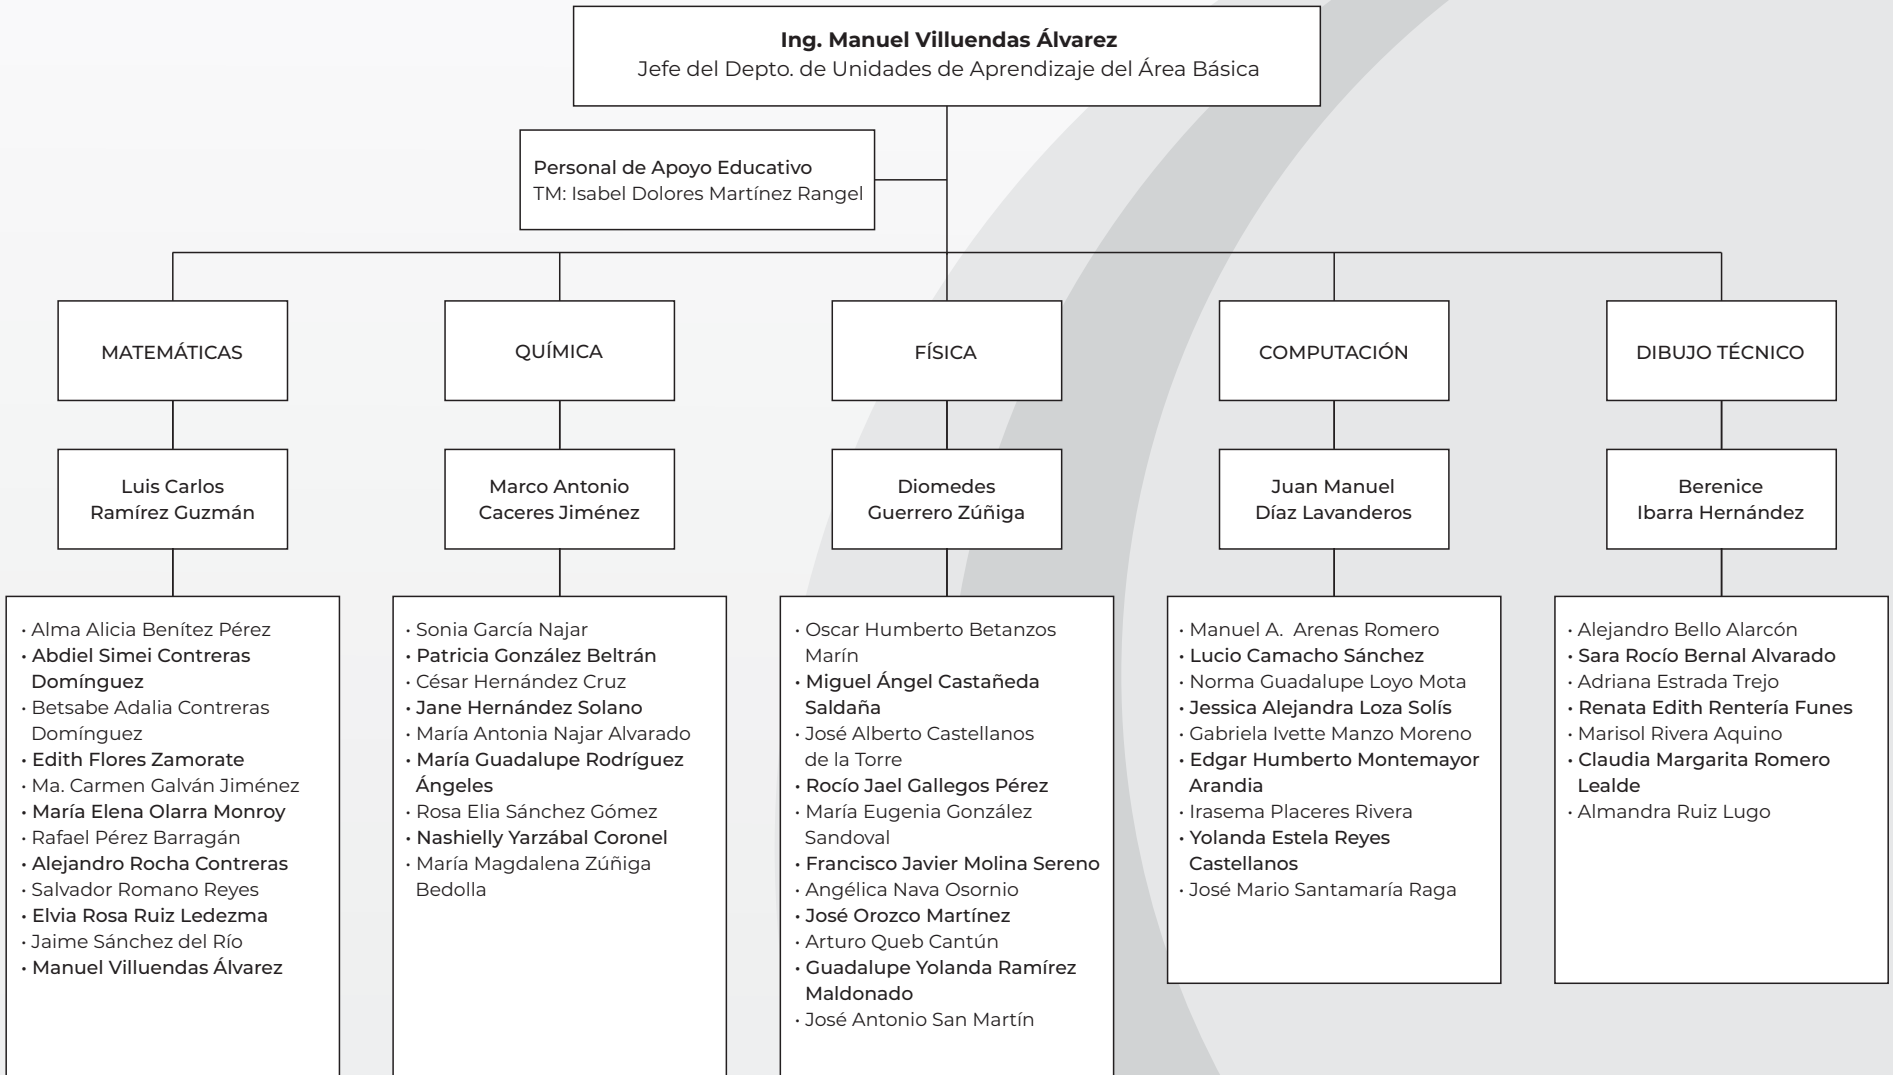 Ing. Manuel Villuendas Álvarez
Jefe del Depto. de Unidades de Aprendizaje del Área Básica
Personal de Apoyo Educativo
TM: Isabel Dolores Martínez Rangel
MATEMÁTICAS
QUÍMICA
FÍSICA
COMPUTACIÓN
DIBUJO TÉCNICO
Luis Carlos
Ramírez Guzmán
Marco Antonio
Caceres Jiménez
Diomedes
Guerrero Zúñiga
Juan Manuel
Díaz Lavanderos
Berenice
Ibarra Hernández
· Alma Alicia Benítez Pérez
· Abdiel Simei Contreras
Domínguez
· Betsabe Adalia Contreras
Domínguez
· Edith Flores Zamorate
· Ma. Carmen Galván Jiménez
· María Elena Olarra Monroy
· Rafael Pérez Barragán
· Alejandro Rocha Contreras
· Salvador Romano Reyes
· Elvia Rosa Ruiz Ledezma
· Jaime Sánchez del Río
· Manuel Villuendas Álvarez
· Sonia García Najar
· Patricia González Beltrán
· César Hernández Cruz
· Jane Hernández Solano
· María Antonia Najar Alvarado
· María Guadalupe Rodríguez
Ángeles
· Rosa Elia Sánchez Gómez
· Nashielly Yarzábal Coronel
· María Magdalena Zúñiga
Bedolla
· Oscar Humberto Betanzos
Marín
· Miguel Ángel Castañeda
Saldaña
· José Alberto Castellanos
de la Torre
· Rocío Jael Gallegos Pérez
· María Eugenia González
Sandoval
· Francisco Javier Molina Sereno
· Angélica Nava Osornio
· José Orozco Martínez
· Arturo Queb Cantún
· Guadalupe Yolanda Ramírez
Maldonado
· José Antonio San Martín
· Manuel A. Arenas Romero
· Lucio Camacho Sánchez
· Norma Guadalupe Loyo Mota
· Jessica Alejandra Loza Solís
· Gabriela Ivette Manzo Moreno
· Edgar Humberto Montemayor
Arandia
· Irasema Placeres Rivera
· Yolanda Estela Reyes
Castellanos
· José Mario Santamaría Raga
· Alejandro Bello Alarcón
· Sara Rocío Bernal Alvarado
· Adriana Estrada Trejo
· Renata Edith Rentería Funes
· Marisol Rivera Aquino
· Claudia Margarita Romero
Lealde
· Almandra Ruiz Lugo